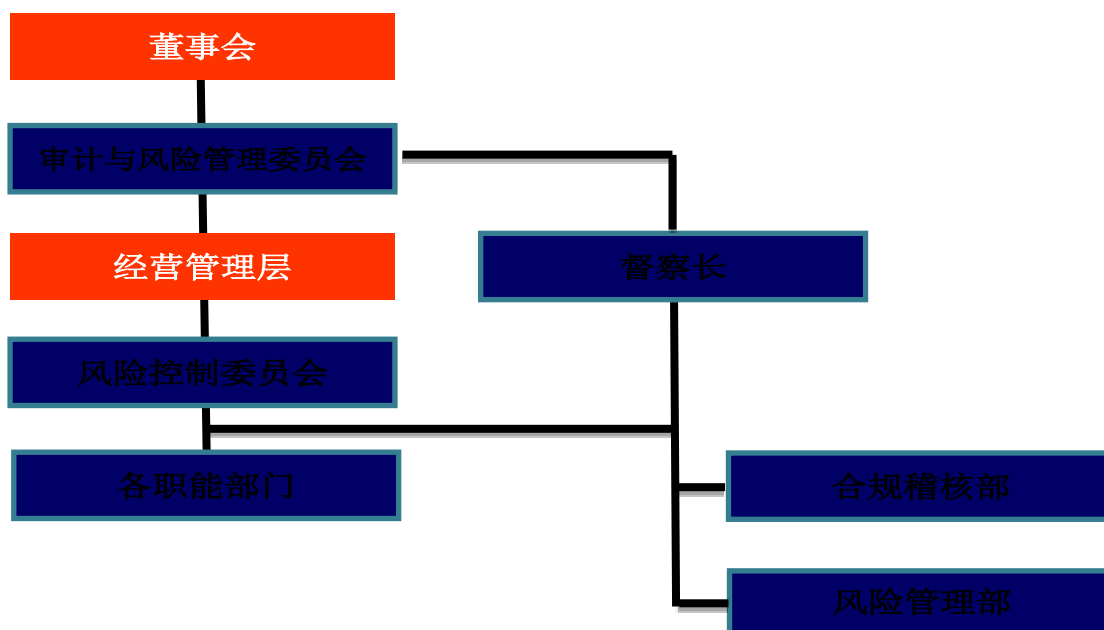 董事会
审计与风险管理委员会
经营管理层
督察长
风险控制委员会
各职能部门
合规稽核部
风险管理部